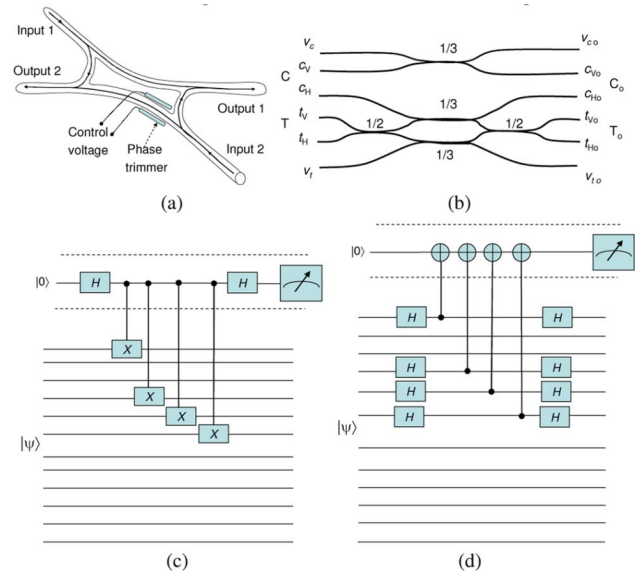 Input 1
Output 2
Output 1
Control
voltage
Phase
trimmer
Input 2
(a)
v_c
c_V
C
c_H
T
t_V
t_H
v_t
1/3
1/3
1/2
1/2
1/3
v_co
c_Vo
C_o
c_Ho
t_Vo
T_o
t_Ho
v_to
(b)
|0⟩
H
H
X
X
X
X
|ψ⟩
(c)
|0⟩
H
H
H
H
H
H
H
H
|ψ⟩
(d)